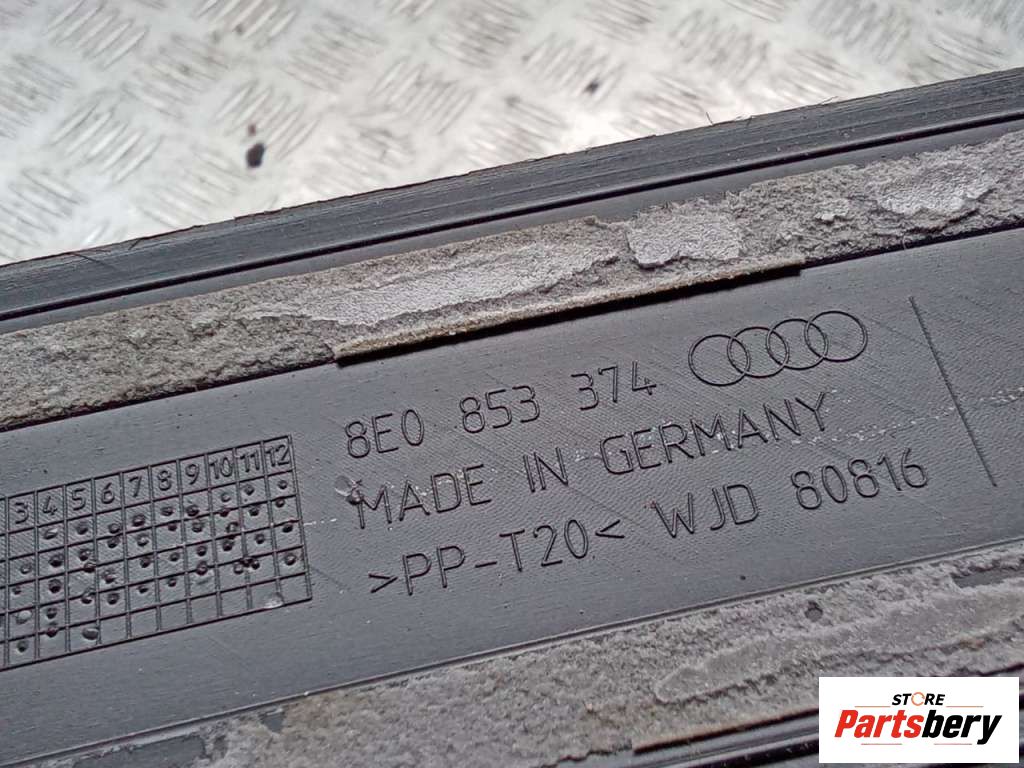 8E0 853 374
MADE IN GERMANY
>PP-T20< WJD 80816
3 4 5 6 7 8 9 10 11 12
STORE
Partsbery